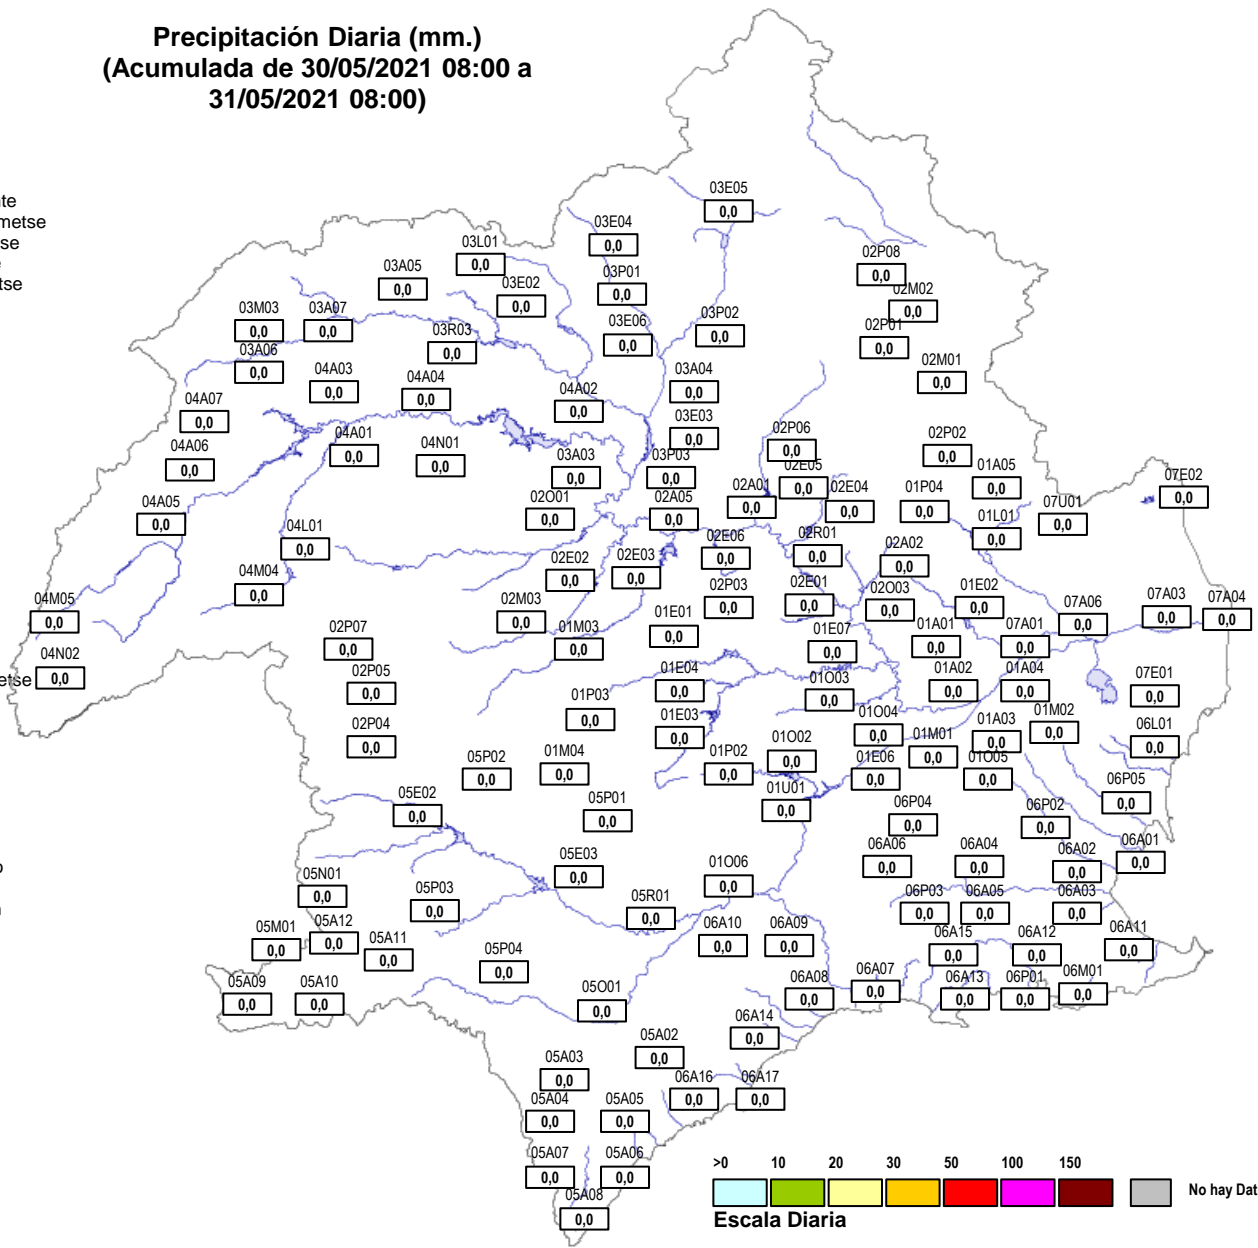 Precipitación Diaria (mm.)
(Acumulada de 30/05/2021 08:00 a
31/05/2021 08:00)
03E05
0,0
03E04
0,0
03L01
0,0
02P08
0,0
03A05
0,0
03P01
0,0
03E02
0,0
02M02
0,0
03M03
0,0
03A07
0,0
03P02
0,0
03E06
0,0
03R03
0,0
02P01
0,0
03A06
0,0
02M01
0,0
04A03
0,0
04A04
0,0
03A04
0,0
04A02
0,0
04A07
0,0
03E03
0,0
02P06
0,0
04A01
0,0
04N01
0,0
02P02
0,0
04A06
0,0
03A03
0,0
03P03
0,0
02E05
0,0
01A05
0,0
07E02
0,0
02A01
0,0
02E04
0,0
01P04
0,0
04A05
0,0
02O01
0,0
02A05
0,0
07U01
0,0
01L01
0,0
04L01
0,0
02E06
0,0
02R01
0,0
02A02
0,0
02E02
0,0
02E03
0,0
04M04
0,0
02P03
0,0
02E01
0,0
02O03
0,0
01E02
0,0
07A03
0,0
07A04
0,0
04M05
0,0
02M03
0,0
01E01
0,0
07A06
0,0
02P07
0,0
01M03
0,0
01E07
0,0
01A01
0,0
07A01
0,0
04N02
0,0
etse
02P05
0,0
01E04
0,0
01O03
0,0
01A02
0,0
01A04
0,0
07E01
0,0
01P03
0,0
01E03
0,0
01O04
0,0
01A03
0,0
01M02
0,0
06L01
0,0
02P04
0,0
01M01
0,0
05P02
0,0
01M04
0,0
01P02
0,0
01O02
0,0
01E06
0,0
01O05
0,0
05E02
0,0
05P01
0,0
01U01
0,0
06P04
0,0
06P02
0,0
06P05
0,0
05E03
0,0
01O06
0,0
06A06
0,0
06A04
0,0
06A02
0,0
06A01
0,0
05N01
0,0
05P03
0,0
05R01
0,0
06P03
0,0
06A05
0,0
06A03
0,0
05M01
0,0
05A12
0,0
05A11
0,0
05P04
0,0
06A10
0,0
06A09
0,0
06A15
0,0
06A12
0,0
06A11
0,0
05A09
0,0
05A10
0,0
05O01
0,0
06A08
0,0
06A07
0,0
06A13
0,0
06P01
0,0
06M01
0,0
05A02
0,0
06A14
0,0
05A03
0,0
06A16
0,0
06A17
0,0
05A04
0,0
05A05
0,0
05A07
0,0
05A06
0,0
05A08
0,0
>0 10 20 30 50 100 150
No hay Dat
Escala Diaria